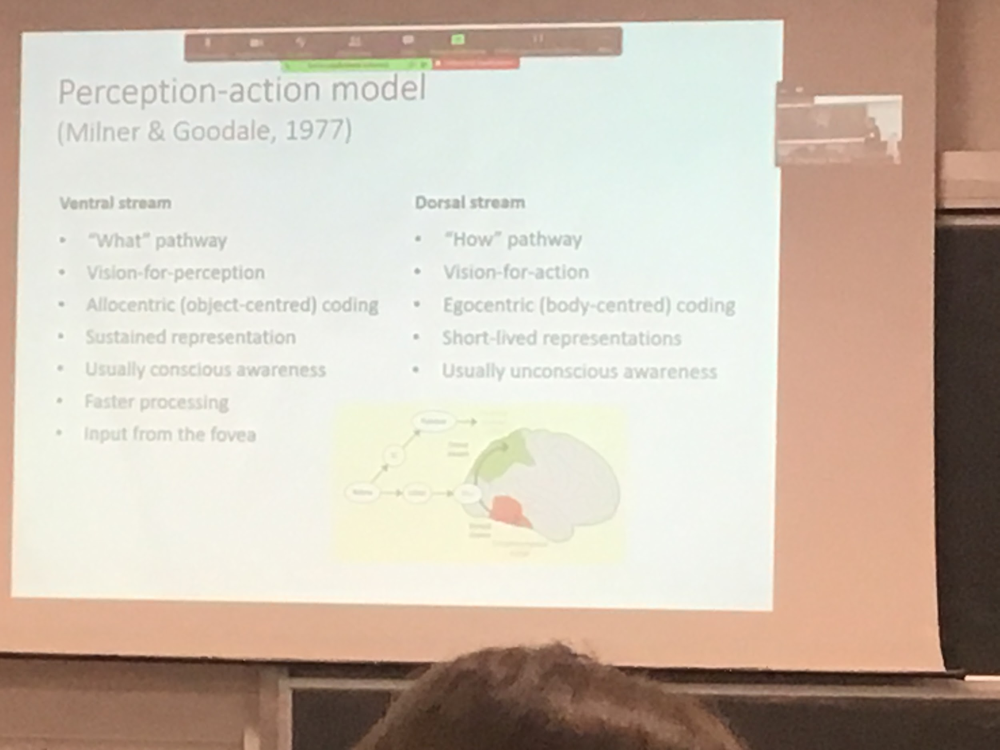 Perception-action model
(Milner & Goodale, 1977)
Ventral stream
• "What" pathway
• Vision-for-perception
• Allocentric (object-centred) coding
• Sustained representation
• Usually conscious awareness
• Faster processing
• Input from the fovea
Dorsal stream
• "How" pathway
• Vision-for-action
• Egocentric (body-centred) coding
• Short-lived representations
• Usually unconscious awareness